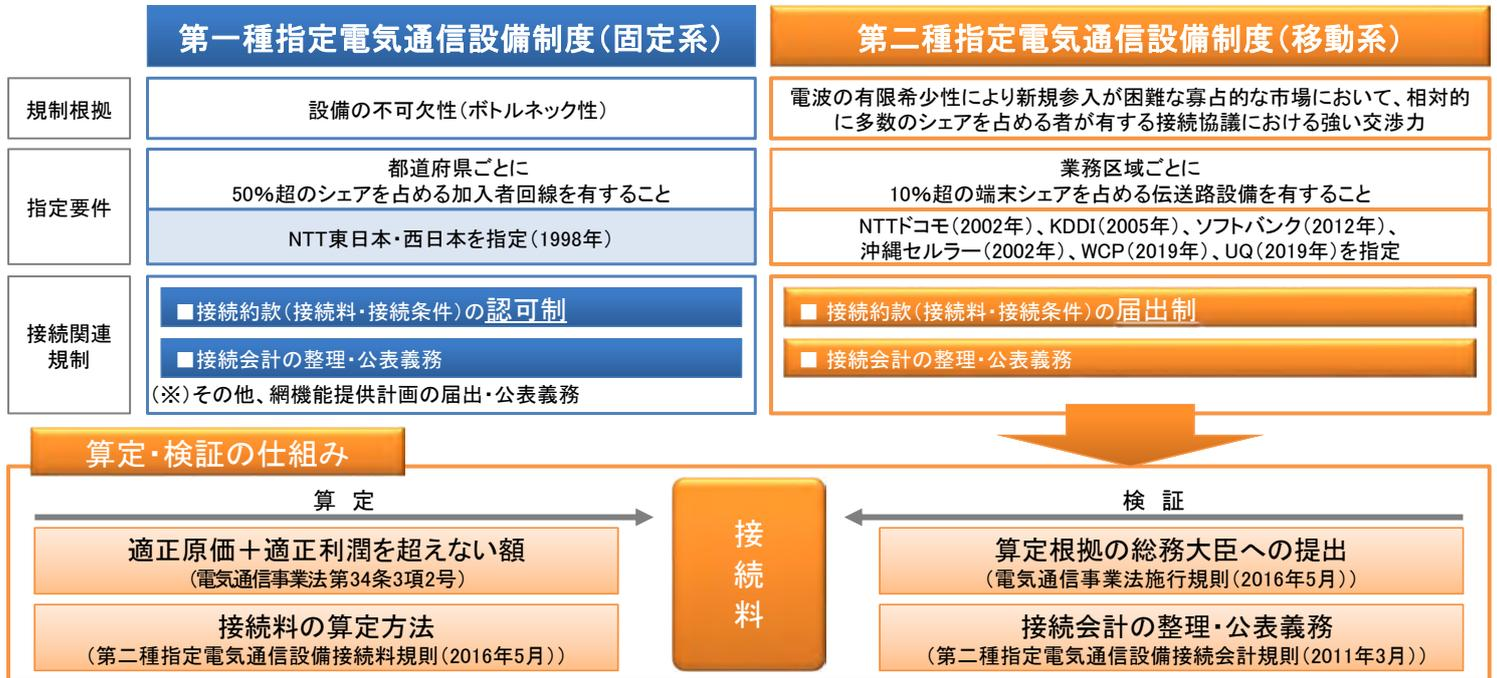 第一種指定電気通信設備制度(固定系)
第二種指定電気通信設備制度(移動系)
規制根拠
設備の不可欠性(ボトルネック性)
電波の有限希少性により新規参入が困難な寡占的な市場において、相対的
に多数のシェアを占める者が有する接続協議における強い交渉力
指定要件
都道府県ごとに
50%超のシェアを占める加入者回線を有すること
業務区域ごとに
10%超の端末シェアを占める伝送路設備を有すること
NTT東日本・西日本を指定(1998年)
NTTドコモ(2002年)、KDDI(2005年)、ソフトバンク(2012年)、
沖縄セルラー(2002年)、WCP(2019年)、UQ(2019年)を指定
接続関連
規制
■接続約款(接続料・接続条件)の認可制
■接続会計の整理・公表義務
(※)その他、網機能提供計画の届出・公表義務
■ 接続約款(接続料・接続条件)の届出制
■ 接続会計の整理・公表義務
算定・検証の仕組み
算 定
適正原価+適正利潤を超えない額
(電気通信事業法第34条3項2号)
接続料の算定方法
(第二種指定電気通信設備接続料規則(2016年5月))
接続料
検 証
算定根拠の総務大臣への提出
(電気通信事業法施行規則(2016年5月))
接続会計の整理・公表義務
(第二種指定電気通信設備接続会計規則(2011年3月))